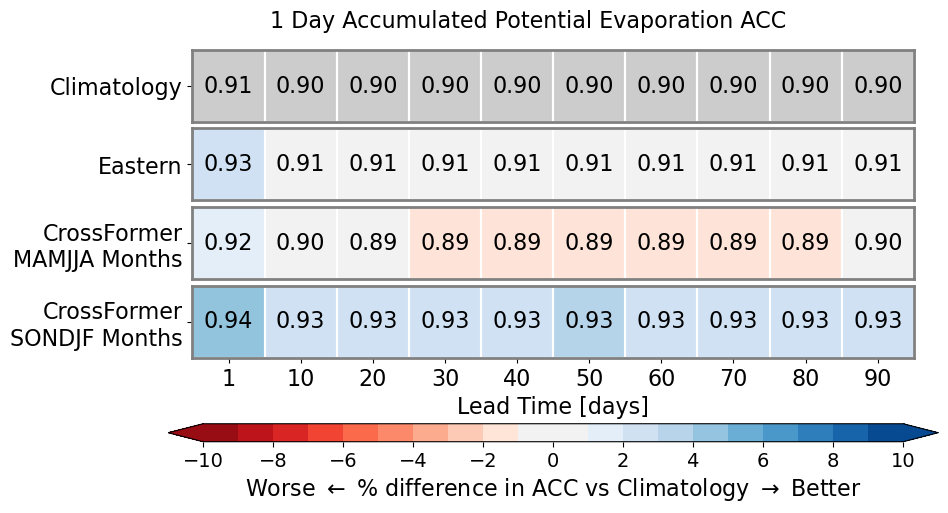 1 Day Accumulated Potential Evaporation ACC
Climatology 0.91 0.90 0.90 0.90 0.90 0.90 0.90 0.90 0.90 0.90
Eastern 0.93 0.91 0.91 0.91 0.91 0.91 0.91 0.91 0.91 0.91
CrossFormer
MAMJJA Months 0.92 0.90 0.89 0.89 0.89 0.89 0.89 0.89 0.89 0.90
CrossFormer
SONDJF Months 0.94 0.93 0.93 0.93 0.93 0.93 0.93 0.93 0.93 0.93
1 10 20 30 40 50 60 70 80 90
Lead Time [days]
−10 −8 −6 −4 −2 0 2 4 6 8 10
Worse ← % difference in ACC vs Climatology → Better